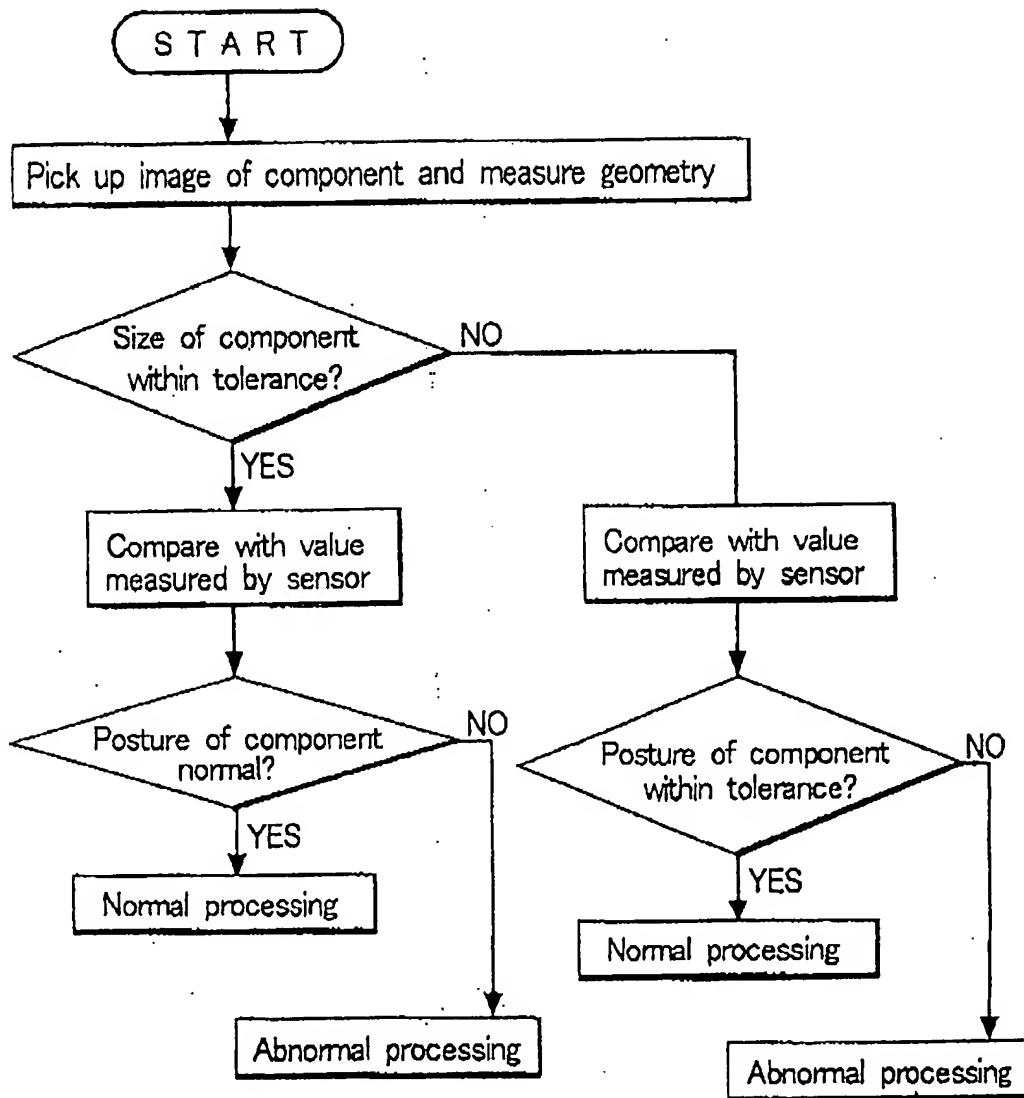 START
Pick up image of component and measure geometry
Size of component
within tolerance?
NO
YES
Compare with value
measured by sensor
Compare with value
measured by sensor
Posture of component
normal?
NO
YES
Posture of component
within tolerance?
NO
YES
Normal processing
Normal processing
Abnormal processing
Abnormal processing